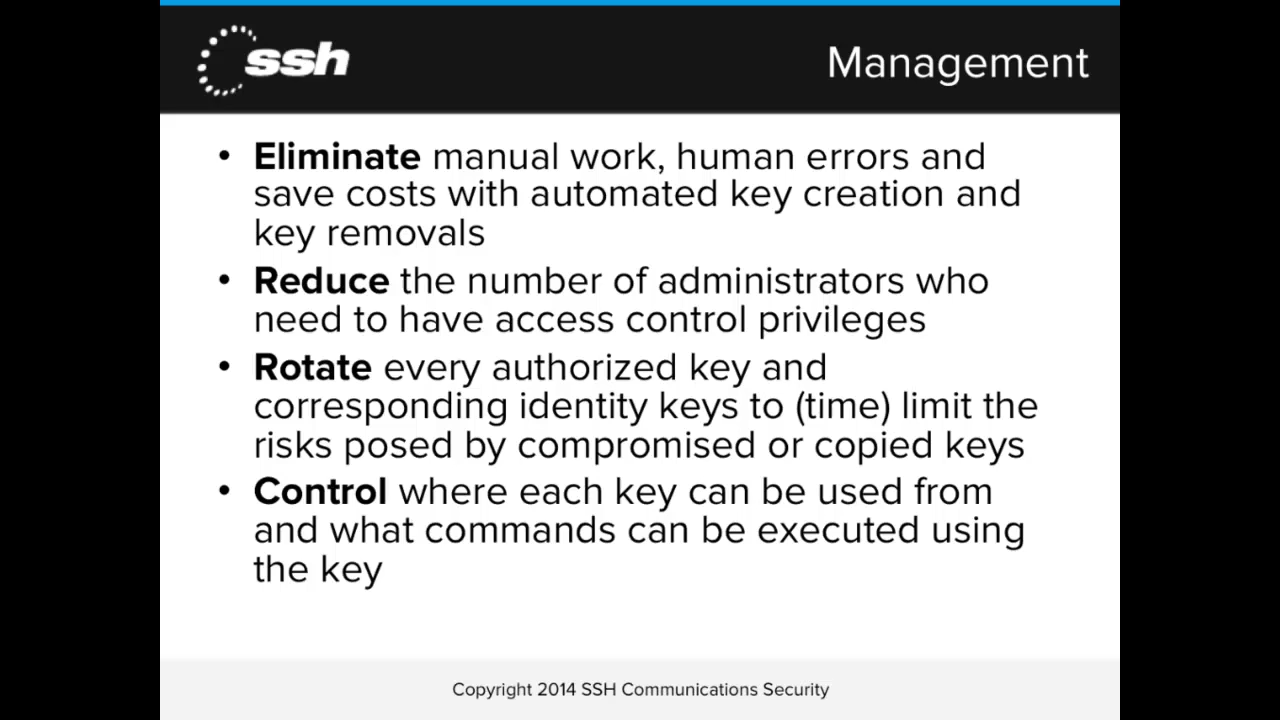 ssh
Management
• Eliminate manual work, human errors and
save costs with automated key creation and
key removals
• Reduce the number of administrators who
need to have access control privileges
• Rotate every authorized key and
corresponding identity keys to (time) limit the
risks posed by compromised or copied keys
• Control where each key can be used from
and what commands can be executed using
the key
Copyright 2014 SSH Communications Security